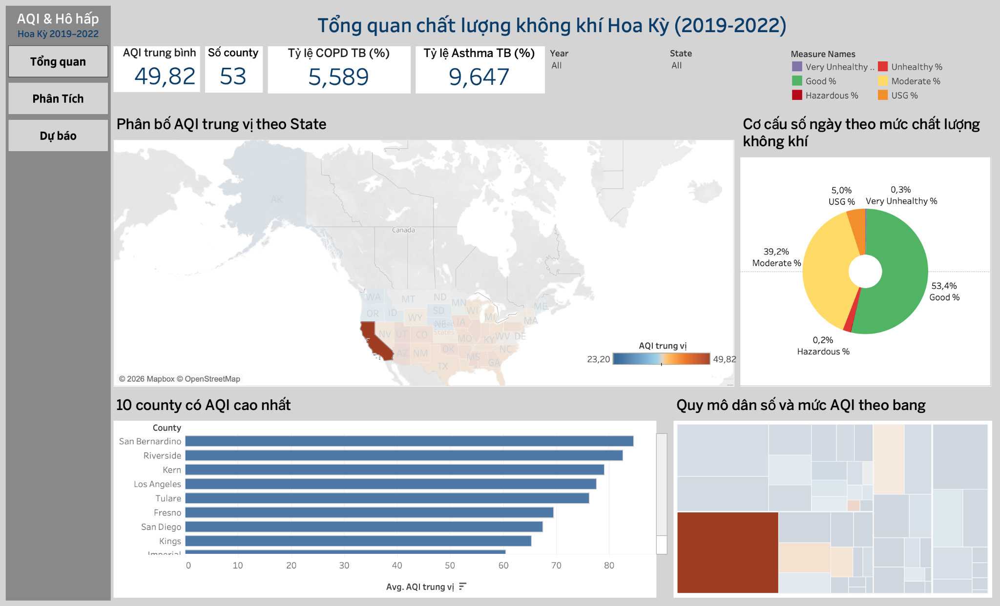 AQI & Hô hấp
Hoa Kỳ 2019–2022
Tổng quan
Phân Tích
Dự báo
Tổng quan chất lượng không khí Hoa Kỳ (2019-2022)
AQI trung bình
49,82
Số county
53
Tỷ lệ COPD TB (%)
5,589
Tỷ lệ Asthma TB (%)
9,647
Year
All
State
All
Measure Names
Very Unhealthy ..
Unhealthy %
Good %
Moderate %
Hazardous %
USG %
Phân bố AQI trung vị theo State
AK
Canada
WA
MT
ND
MN
ME
OR
ID
SD
WI
MI
WY
NE
United
States
IA
MA
NV
UT
CO
MO
KY
WV
DE
AZ
NM
OK
NC
MS
GA
TX
AQI trung vị
23,20
49,82
© 2026 Mapbox © OpenStreetMap
Cơ cấu số ngày theo mức chất lượng
không khí
5,0%
USG %
0,3%
Very Unhealthy %
39,2%
Moderate %
53,4%
Good %
0,2%
Hazardous %
10 county có AQI cao nhất
County
San Bernardino
Riverside
Kern
Los Angeles
Tulare
Fresno
San Diego
Kings
Imperial
0 10 20 30 40 50 60 70 80
Avg. AQI trung vị
Quy mô dân số và mức AQI theo bang